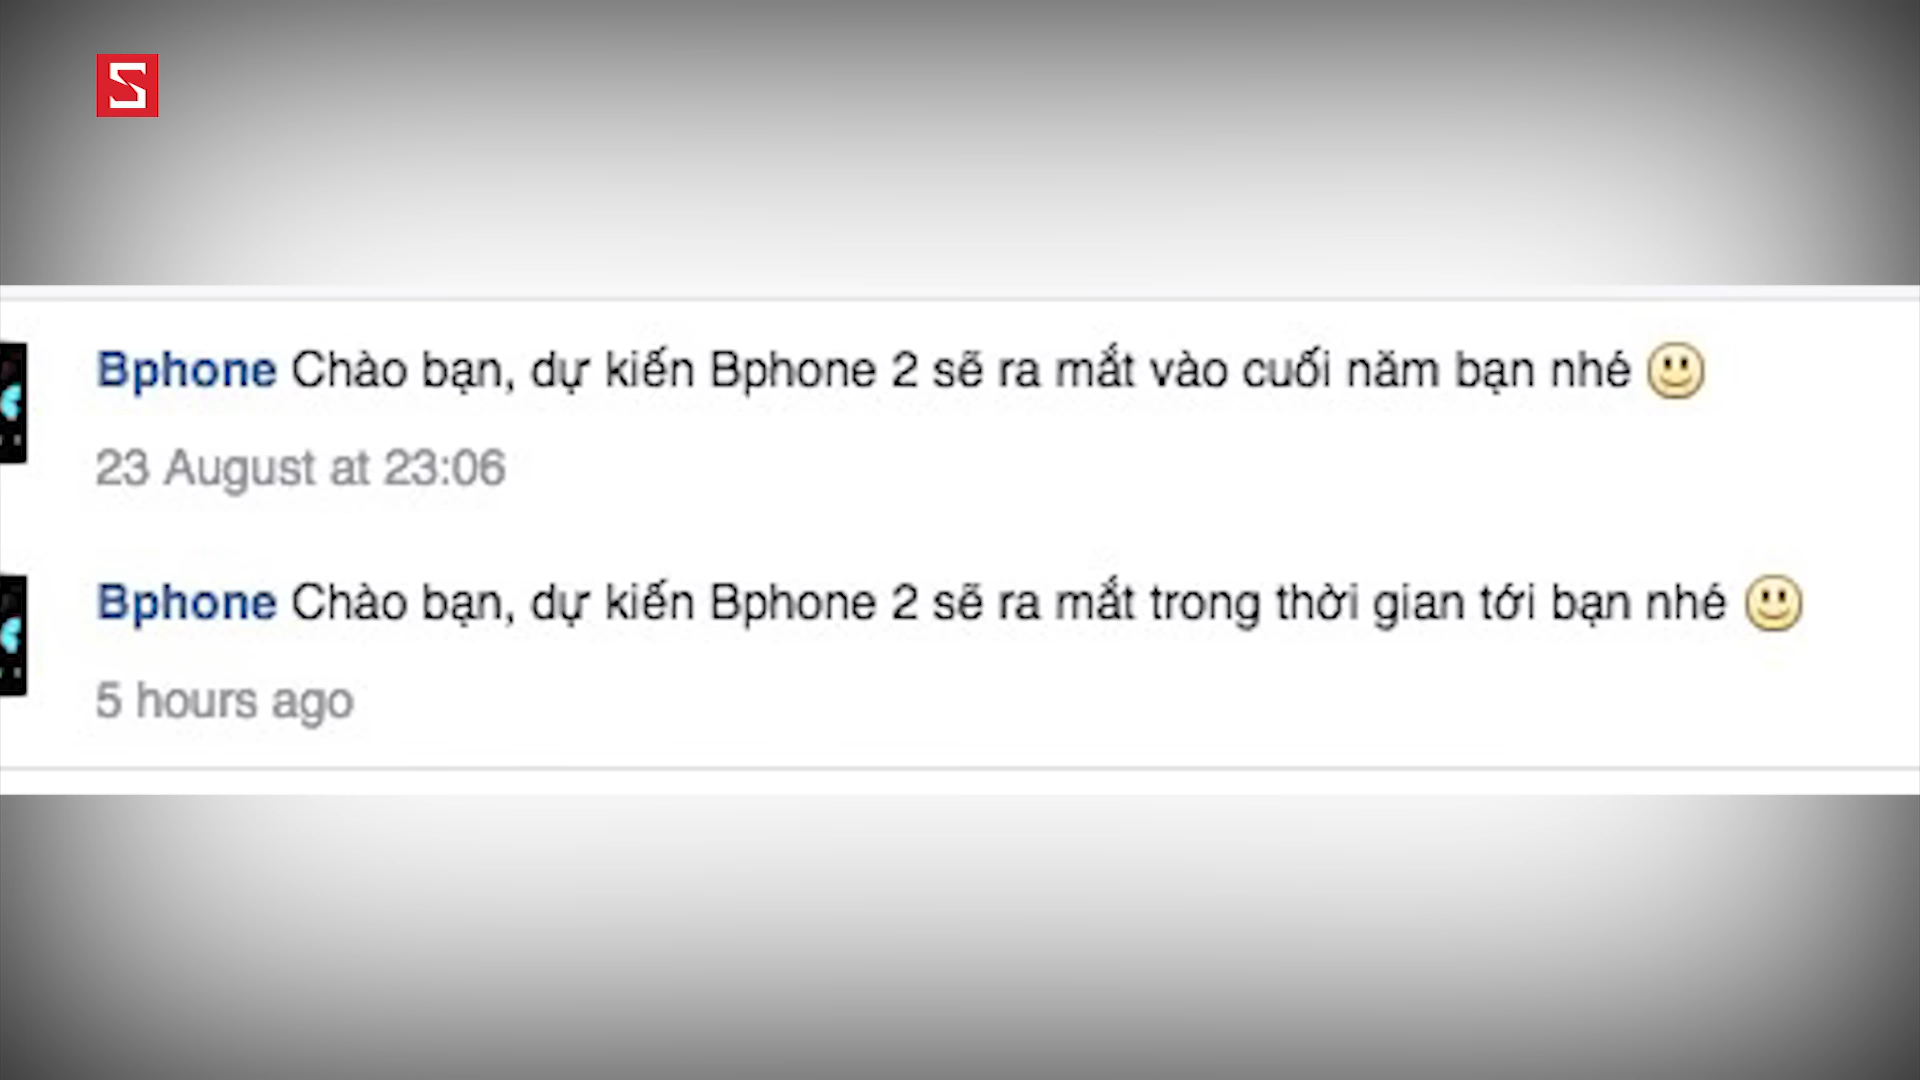 S
Bphone Chào bạn, dự kiến Bphone 2 sẽ ra mắt vào cuối năm bạn nhé
23 August at 23:06
Bphone Chào bạn, dự kiến Bphone 2 sẽ ra mắt trong thời gian tới bạn nhé
5 hours ago